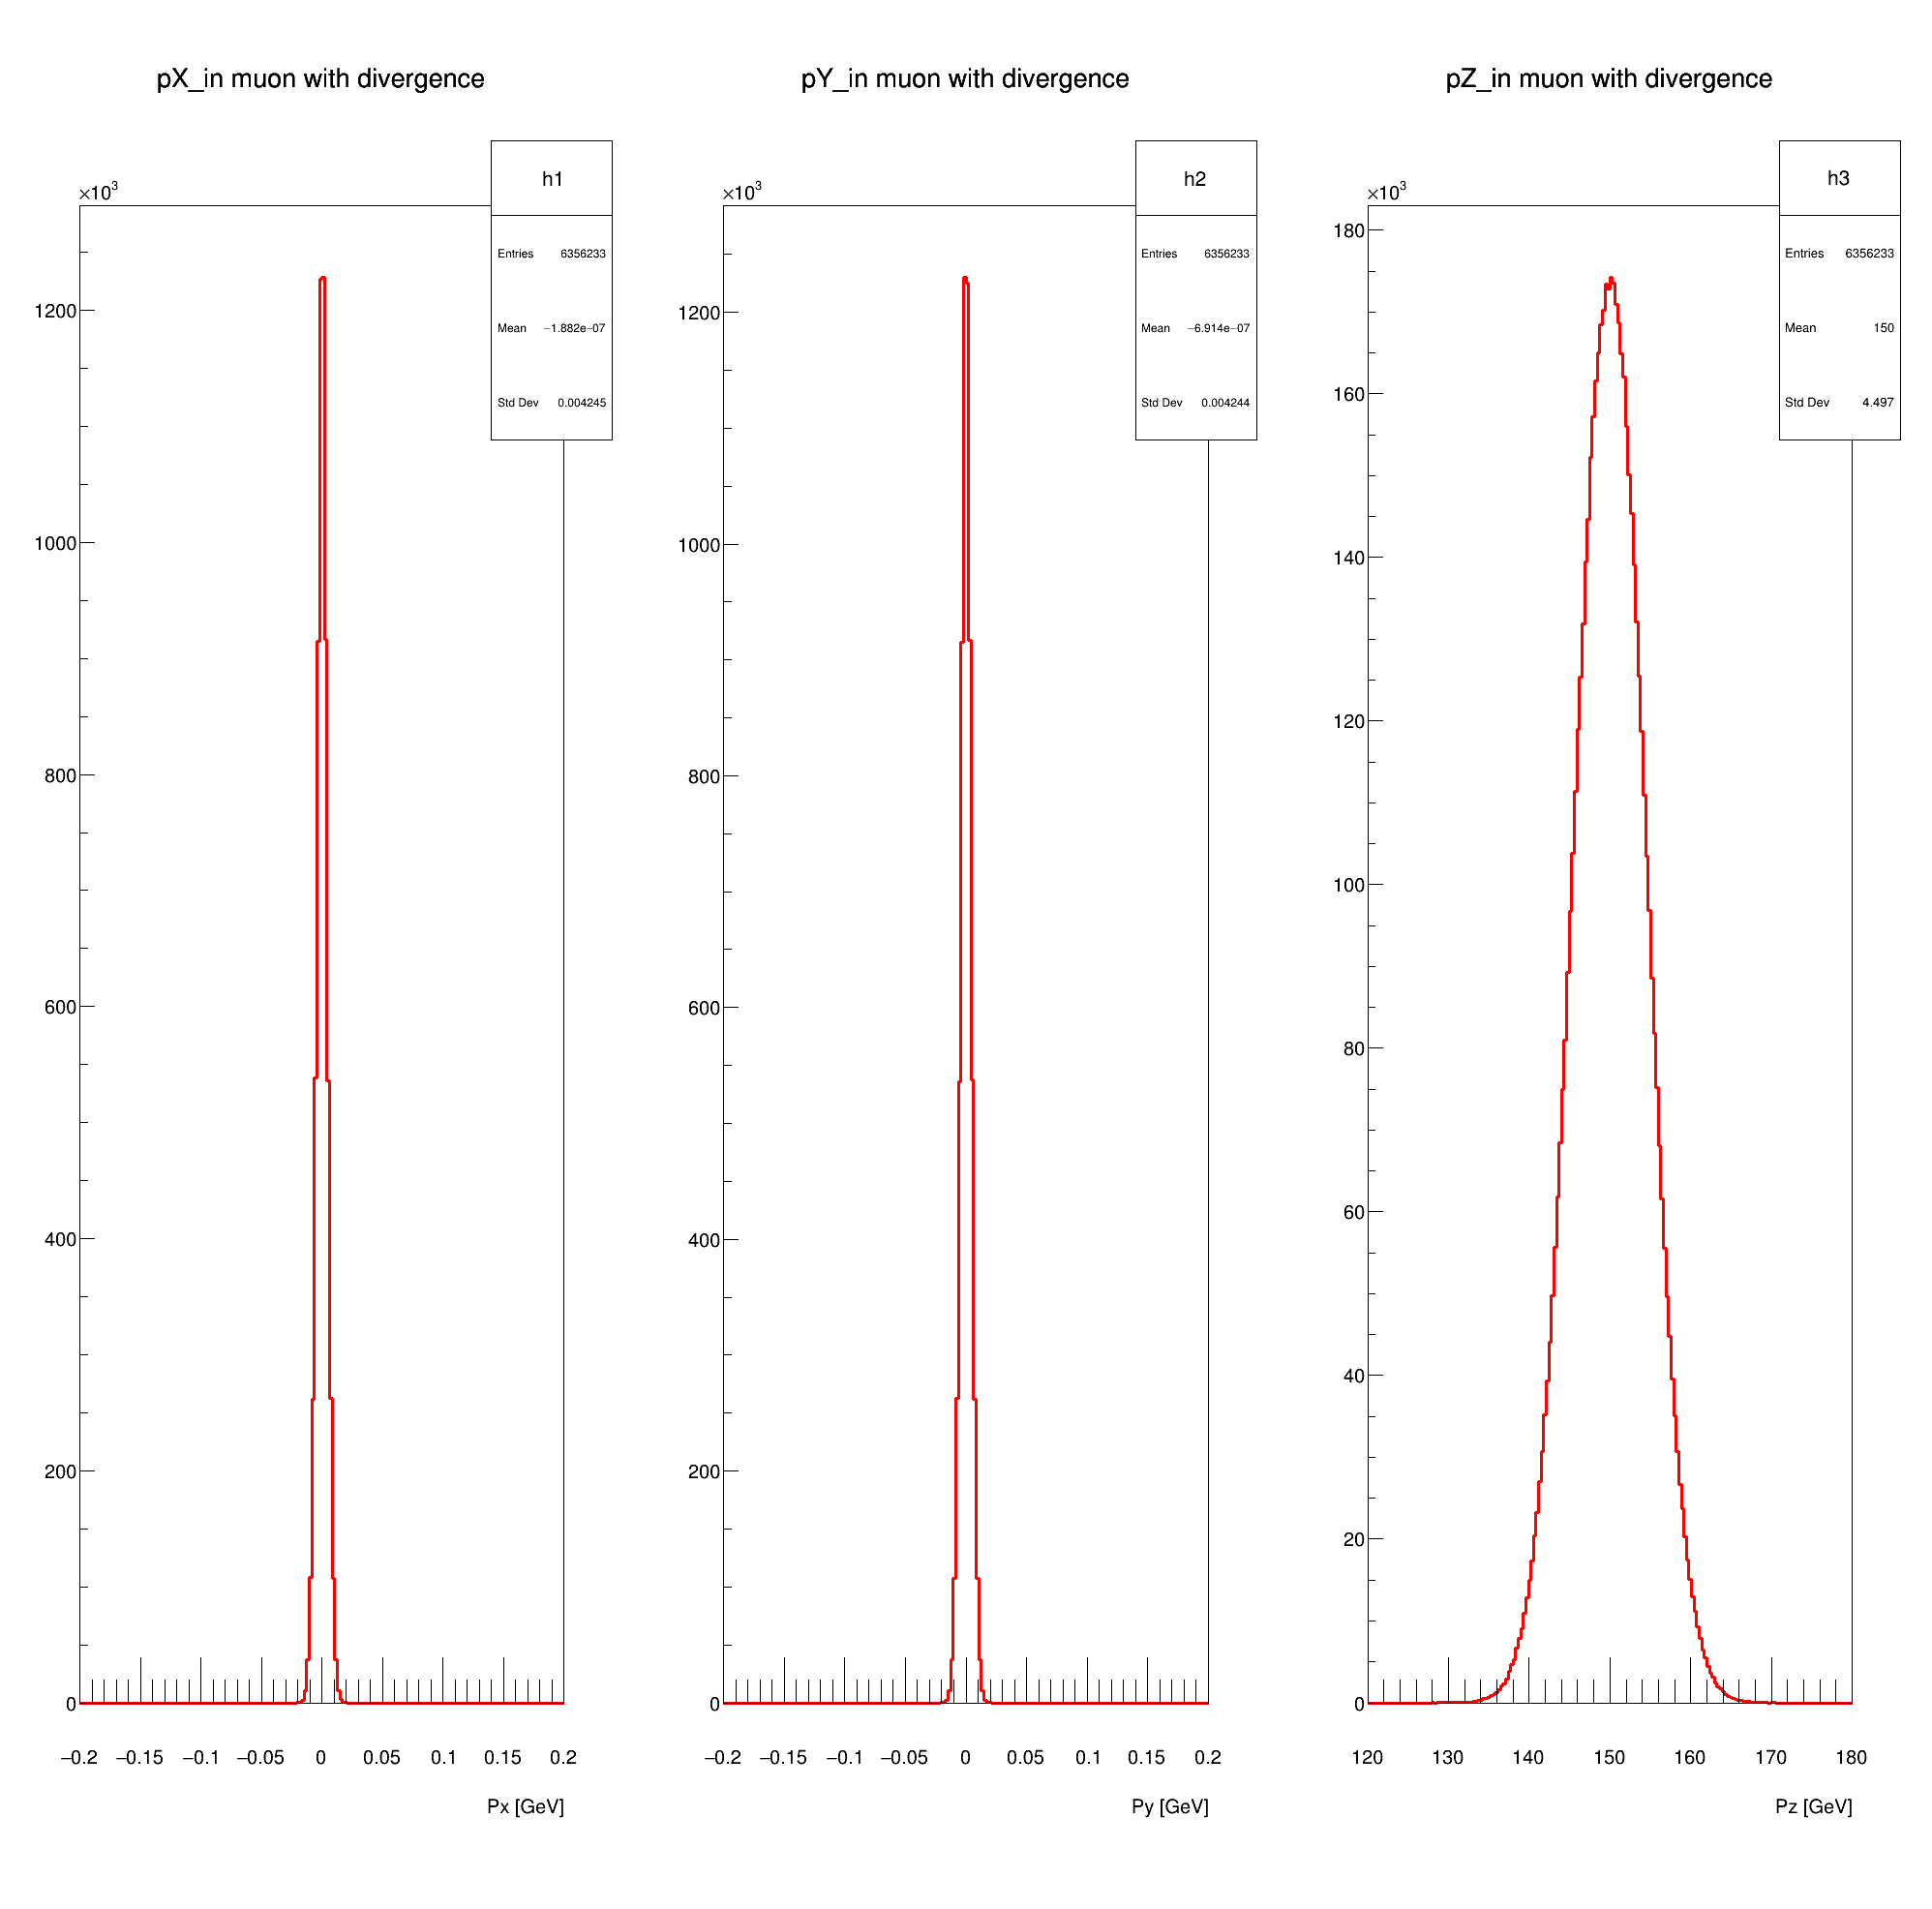 pX_in muon with divergence
×10³
h1
Entries 6356233
Mean −1.882e−07
Std Dev 0.004245
1200
1000
800
600
400
200
0
−0.2 −0.15 −0.1 −0.05 0 0.05 0.1 0.15 0.2
Px [GeV]
pY_in muon with divergence
×10³
h2
Entries 6356233
Mean −6.914e−07
Std Dev 0.004244
1200
1000
800
600
400
200
0
−0.2 −0.15 −0.1 −0.05 0 0.05 0.1 0.15 0.2
Py [GeV]
pZ_in muon with divergence
×10³
h3
Entries 6356233
Mean 150
Std Dev 4.497
180
160
140
120
100
80
60
40
20
0
120 130 140 150 160 170 180
Pz [GeV]